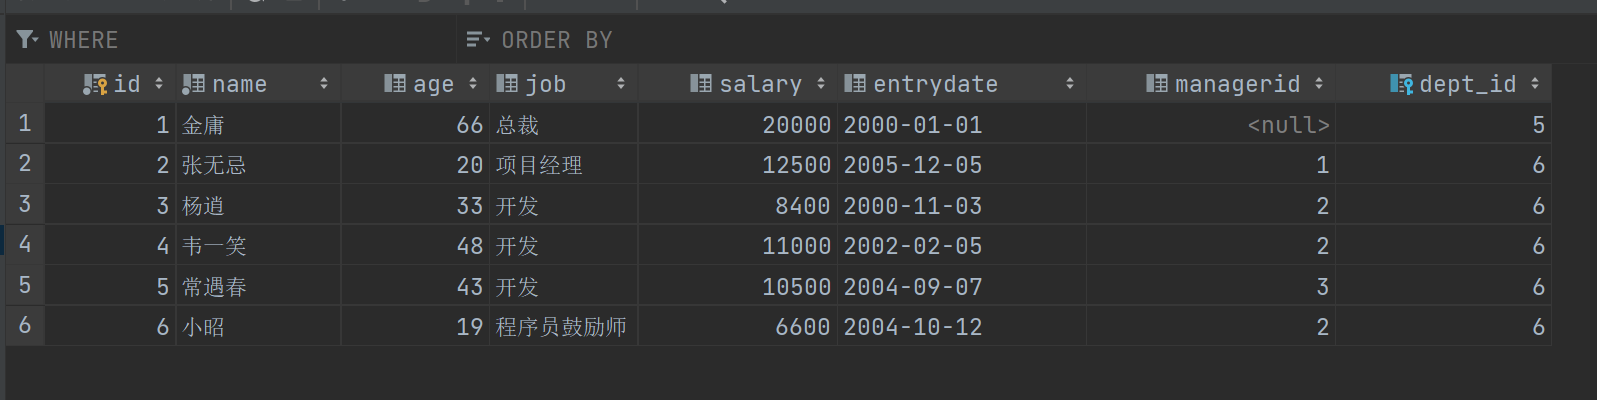 WHERE ORDER BY
id name age job salary entrydate managerid dept_id
1 1 金庸 66 总裁 20000 2000-01-01 <null> 5
2 2 张无忌 20 项目经理 12500 2005-12-05 1 6
3 3 杨逍 33 开发 8400 2000-11-03 2 6
4 4 韦一笑 48 开发 11000 2002-02-05 2 6
5 5 常遇春 43 开发 10500 2004-09-07 3 6
6 6 小昭 19 程序员鼓励师 6600 2004-10-12 2 6